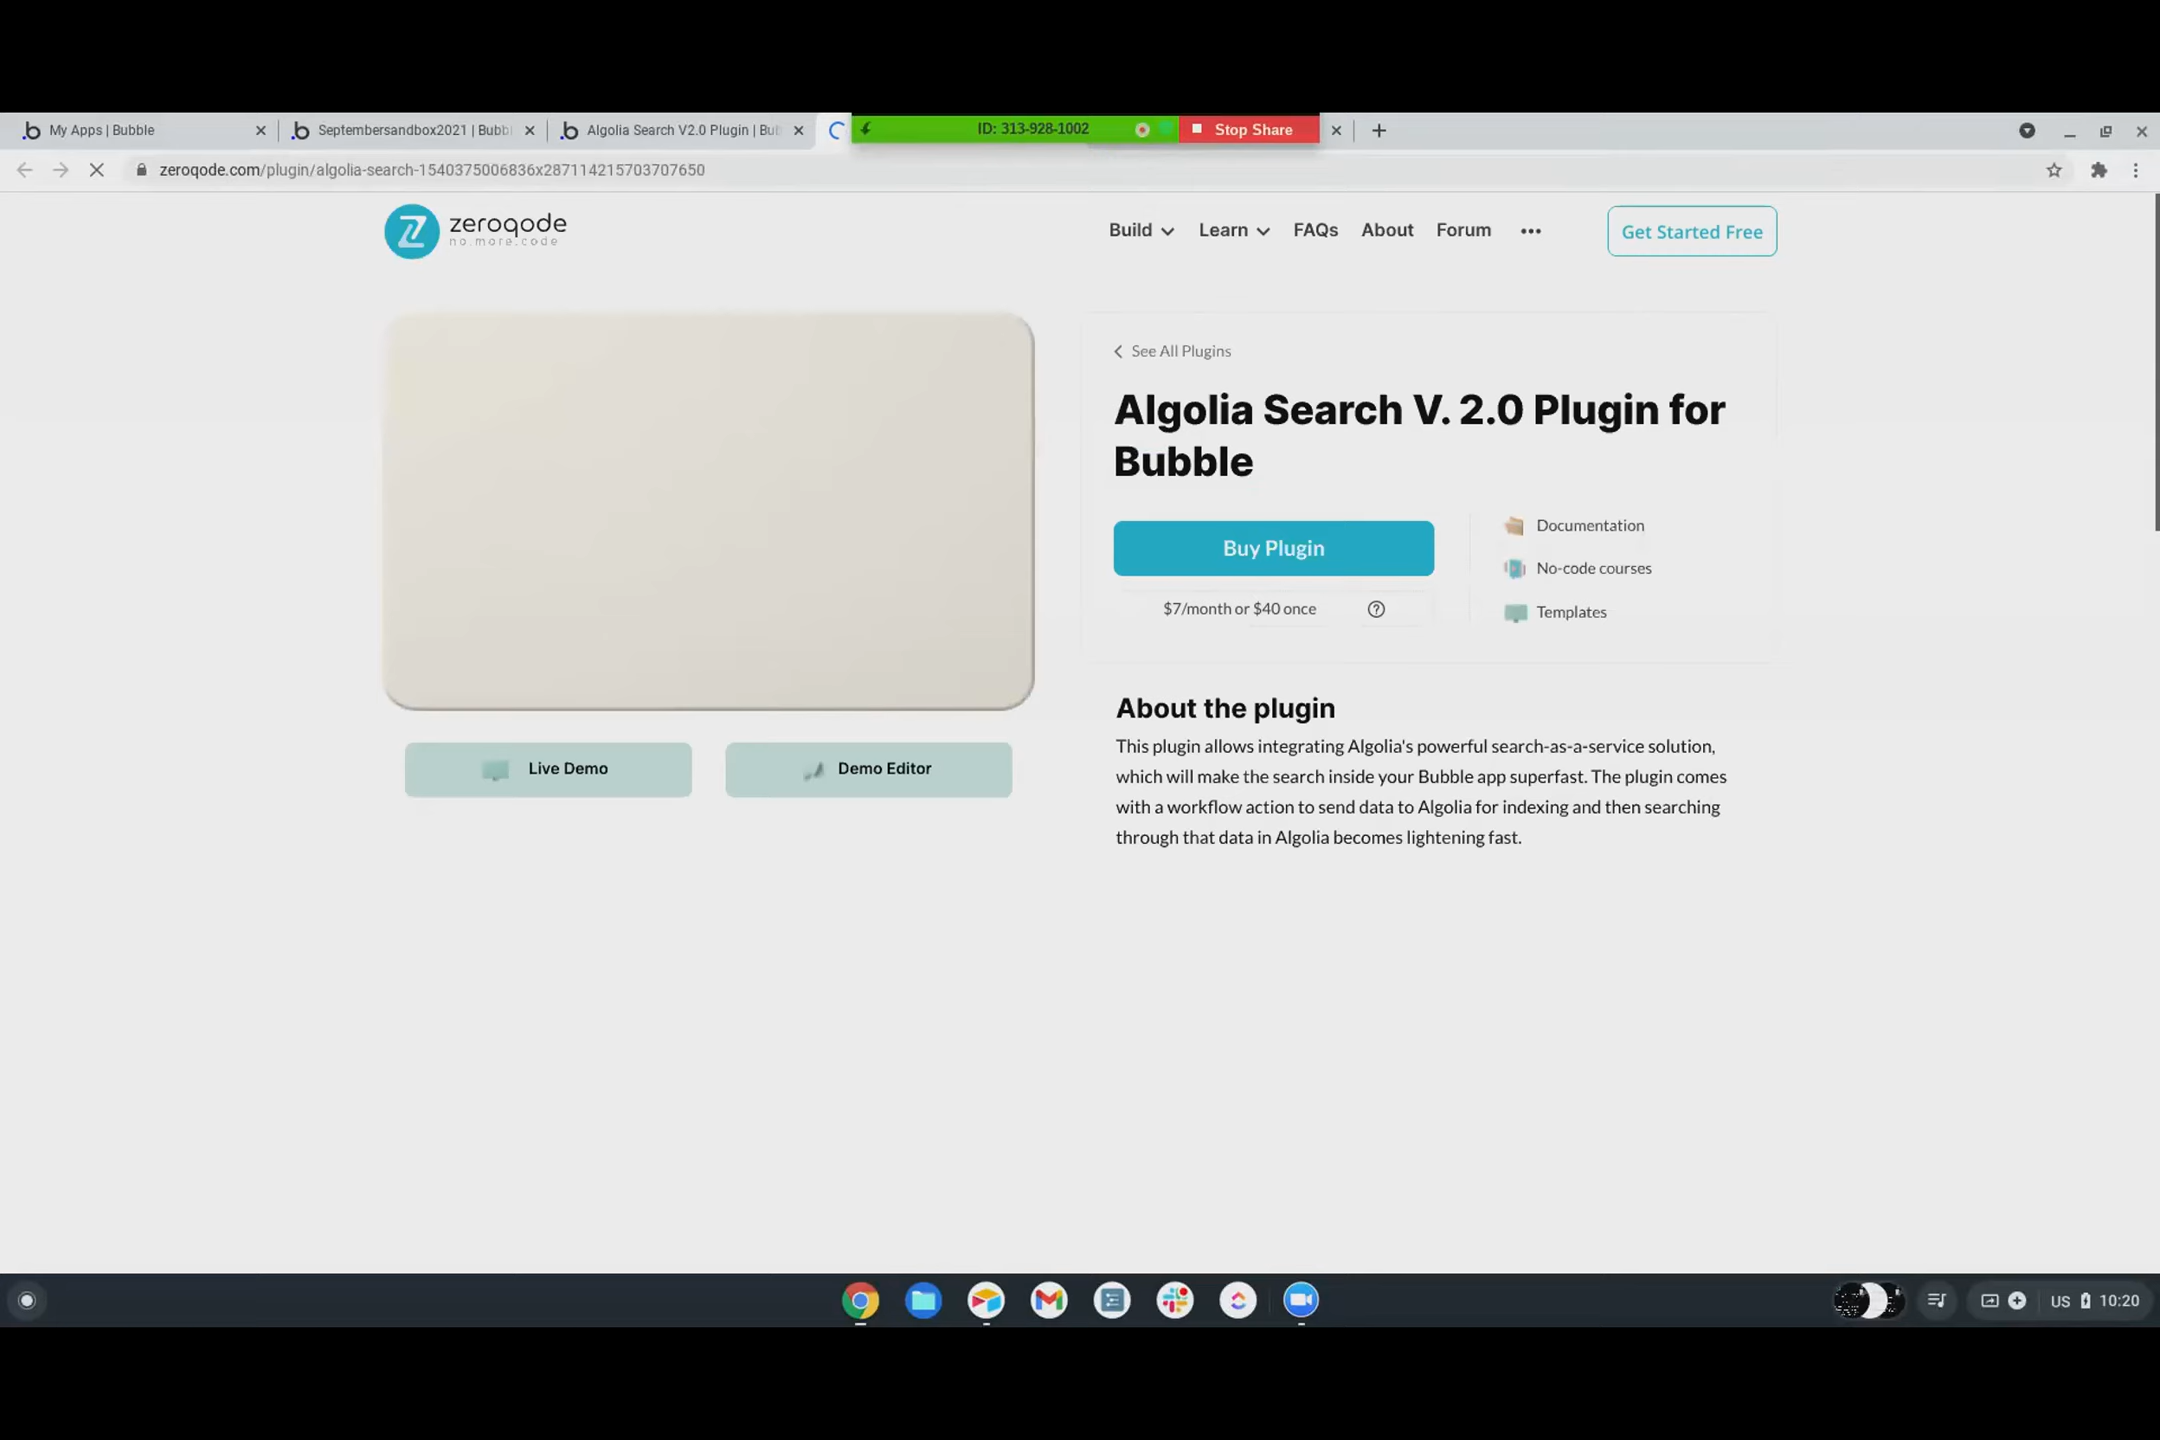 My Apps | Bubble
Septembersandbox2021 | Bubbl
Algolia Search V2.0 Plugin | Bub
ID: 313-928-1002
Stop Share
zeroqode.com/plugin/algolia-search-1540375006836x287114215703707650
zeroqode
no.more.code
Build
Learn
FAQs
About
Forum
Get Started Free
See All Plugins
Algolia Search V. 2.0 Plugin for
Bubble
Buy Plugin
$7/month or $40 once
Documentation
No-code courses
Templates
About the plugin
This plugin allows integrating Algolia's powerful search-as-a-service solution,
which will make the search inside your Bubble app superfast. The plugin comes
with a workflow action to send data to Algolia for indexing and then searching
through that data in Algolia becomes lightening fast.
Live Demo
Demo Editor
US
10:20